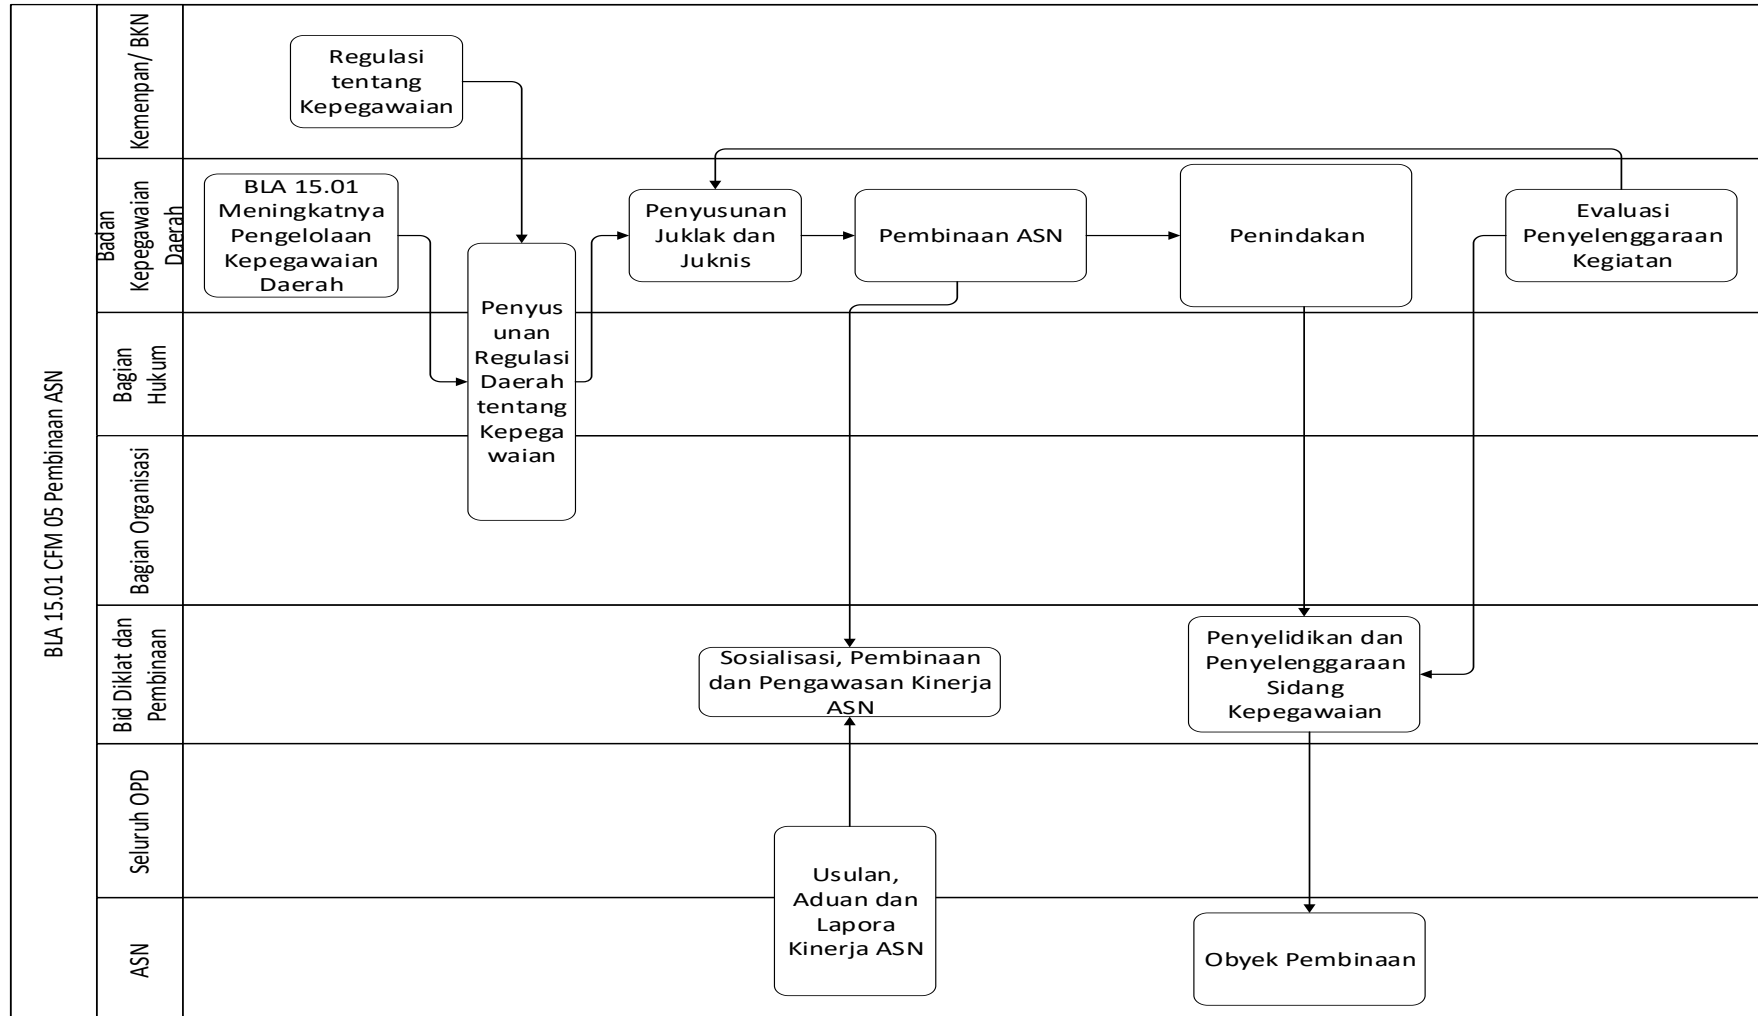 BLA 15.01 CFM 05 Pembinaan ASN
Kemenpan/ BKN
Regulasi
tentang
Kepegawaian
Badan
Kepegawaian
Daerah
BLA 15.01
Meningkatnya
Pengelolaan
Kepegawaian
Daerah
Penyusunan
Juklak dan
Juknis
Pembinaan ASN
Penindakan
Evaluasi
Penyelenggaraan
Kegiatan
Penyus
unan
Regulasi
Daerah
tentang
Kepega
waian
Bagian
Hukum
Bagian Organisasi
Bid Diklat dan
Pembinaan
Sosialisasi, Pembinaan
dan Pengawasan Kinerja
ASN
Penyelidikan dan
Penyelenggaraan
Sidang
Kepegawaian
Seluruh OPD
Usulan,
Aduan dan
Lapora
Kinerja ASN
ASN
Obyek Pembinaan